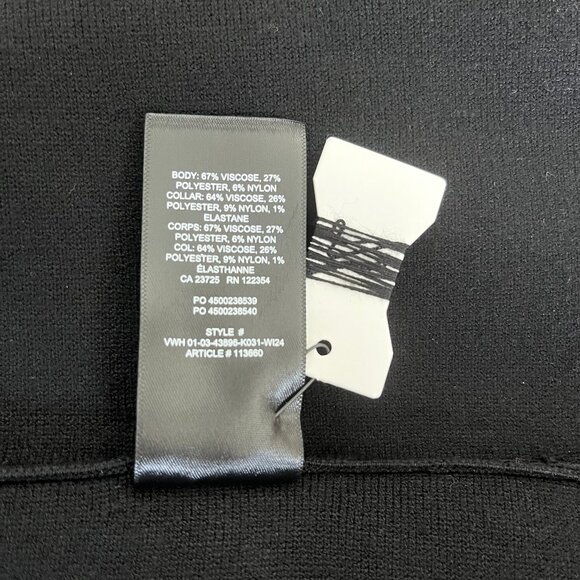 BODY: 67% VISCOSE, 27%
POLYESTER, 6% NYLON
COLLAR: 64% VISCOSE, 26%
POLYESTER, 9% NYLON, 1%
ELASTANE
CORPS: 67% VISCOSE, 27%
POLYESTER, 6% NYLON
COL: 64% VISCOSE, 26%
POLYESTER, 9% NYLON, 1%
ÉLASTHANNE
CA 23725 RN 122354
PO 4500238539
PO 4500238540
STYLE #
VWH 01-03-43896-K031-WI24
ARTICLE # 113660